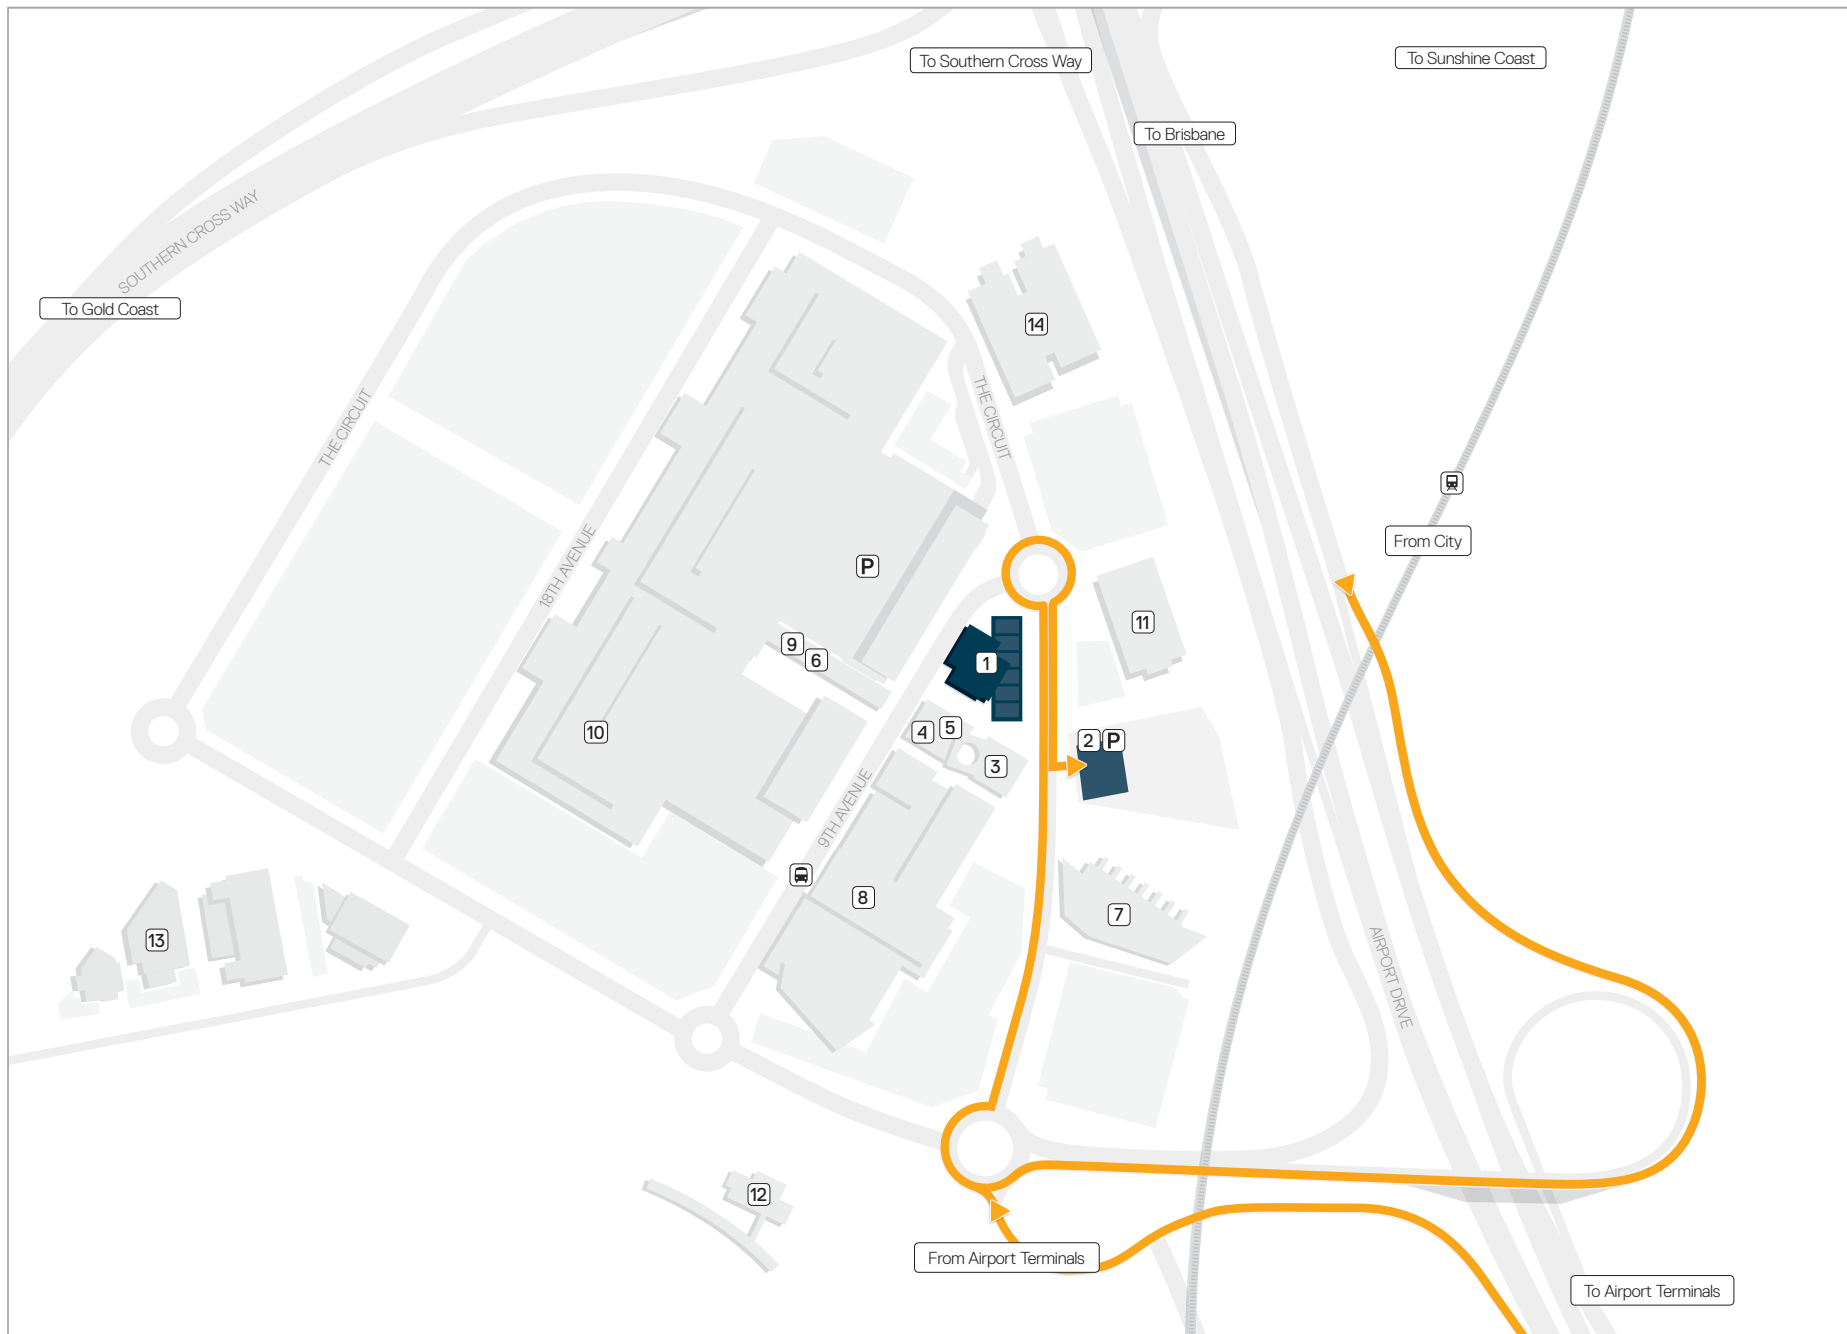 To Southern Cross Way
To Sunshine Coast
To Brisbane
SOUTHERN CROSS WAY
To Gold Coast
14
THE CIRCUIT
THE CIRCUIT
From City
18TH AVENUE
P
11
9
6
1
10
4
5
2
P
3
9TH AVENUE
8
7
13
AIRPORT DRIVE
12
From Airport Terminals
To Airport Terminals